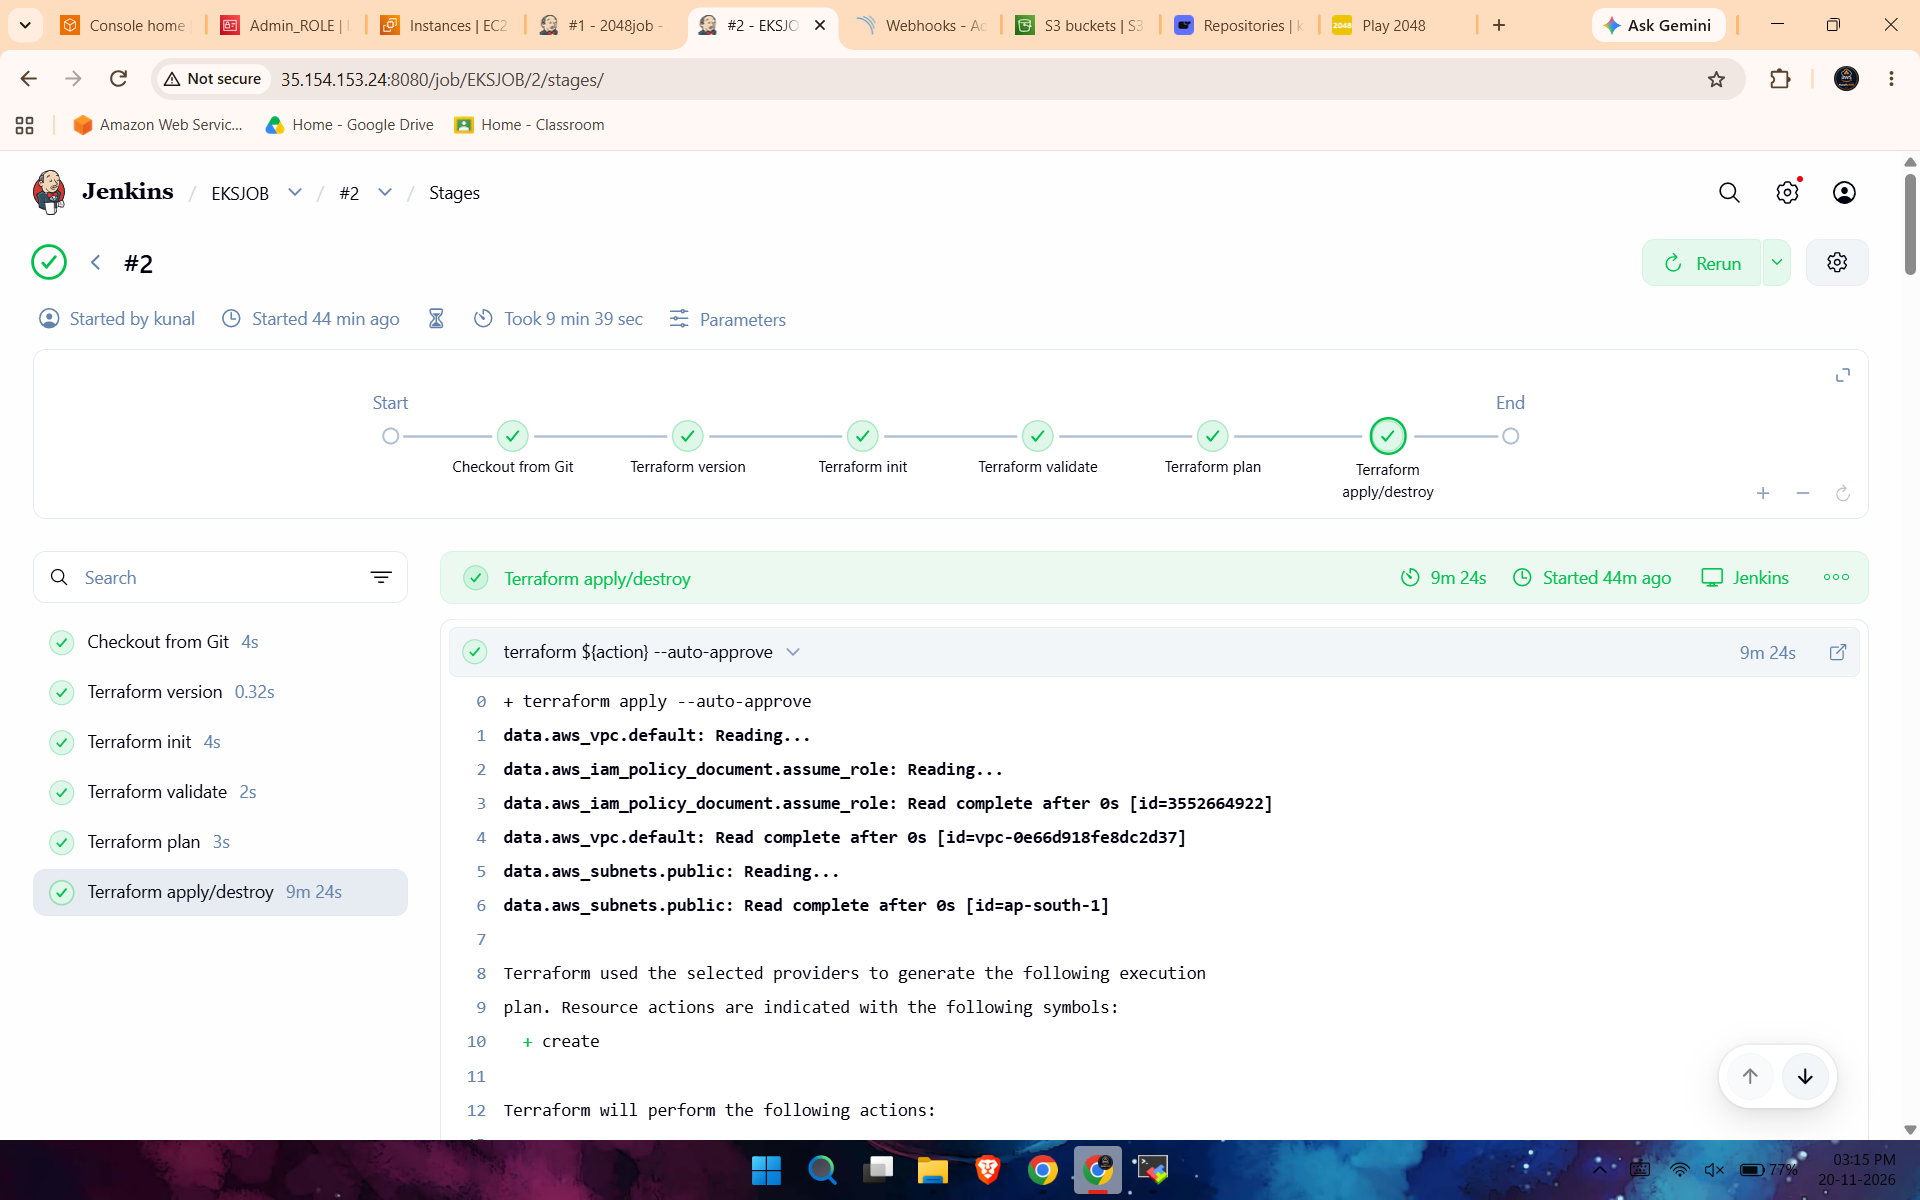 Console home
Admin_ROLE | I
Instances | EC2
#1 - 2048job -
#2 - EKSJO
Webhooks - Ac
S3 buckets | S3
Repositories | k
2048
Play 2048
Ask Gemini
Not secure
35.154.153.24:8080/job/EKSJOB/2/stages/
Amazon Web Servic...
Home - Google Drive
Home - Classroom
Jenkins / EKSJOB / #2 / Stages
#2
Rerun
Started by kunal
Started 44 min ago
Took 9 min 39 sec
Parameters
Start
End
Checkout from Git
Terraform version
Terraform init
Terraform validate
Terraform plan
Terraform
apply/destroy
Search
Checkout from Git 4s
Terraform version 0.32s
Terraform init 4s
Terraform validate 2s
Terraform plan 3s
Terraform apply/destroy 9m 24s
Terraform apply/destroy
9m 24s
Started 44m ago
Jenkins
terraform ${action} --auto-approve
9m 24s
0 + terraform apply --auto-approve
1 data.aws_vpc.default: Reading...
2 data.aws_iam_policy_document.assume_role: Reading...
3 data.aws_iam_policy_document.assume_role: Read complete after 0s [id=3552664922]
4 data.aws_vpc.default: Read complete after 0s [id=vpc-0e66d918fe8dc2d37]
5 data.aws_subnets.public: Reading...
6 data.aws_subnets.public: Read complete after 0s [id=ap-south-1]
7
8 Terraform used the selected providers to generate the following execution
9 plan. Resource actions are indicated with the following symbols:
10 + create
11
12 Terraform will perform the following actions:
77%
03:15 PM
20-11-2026